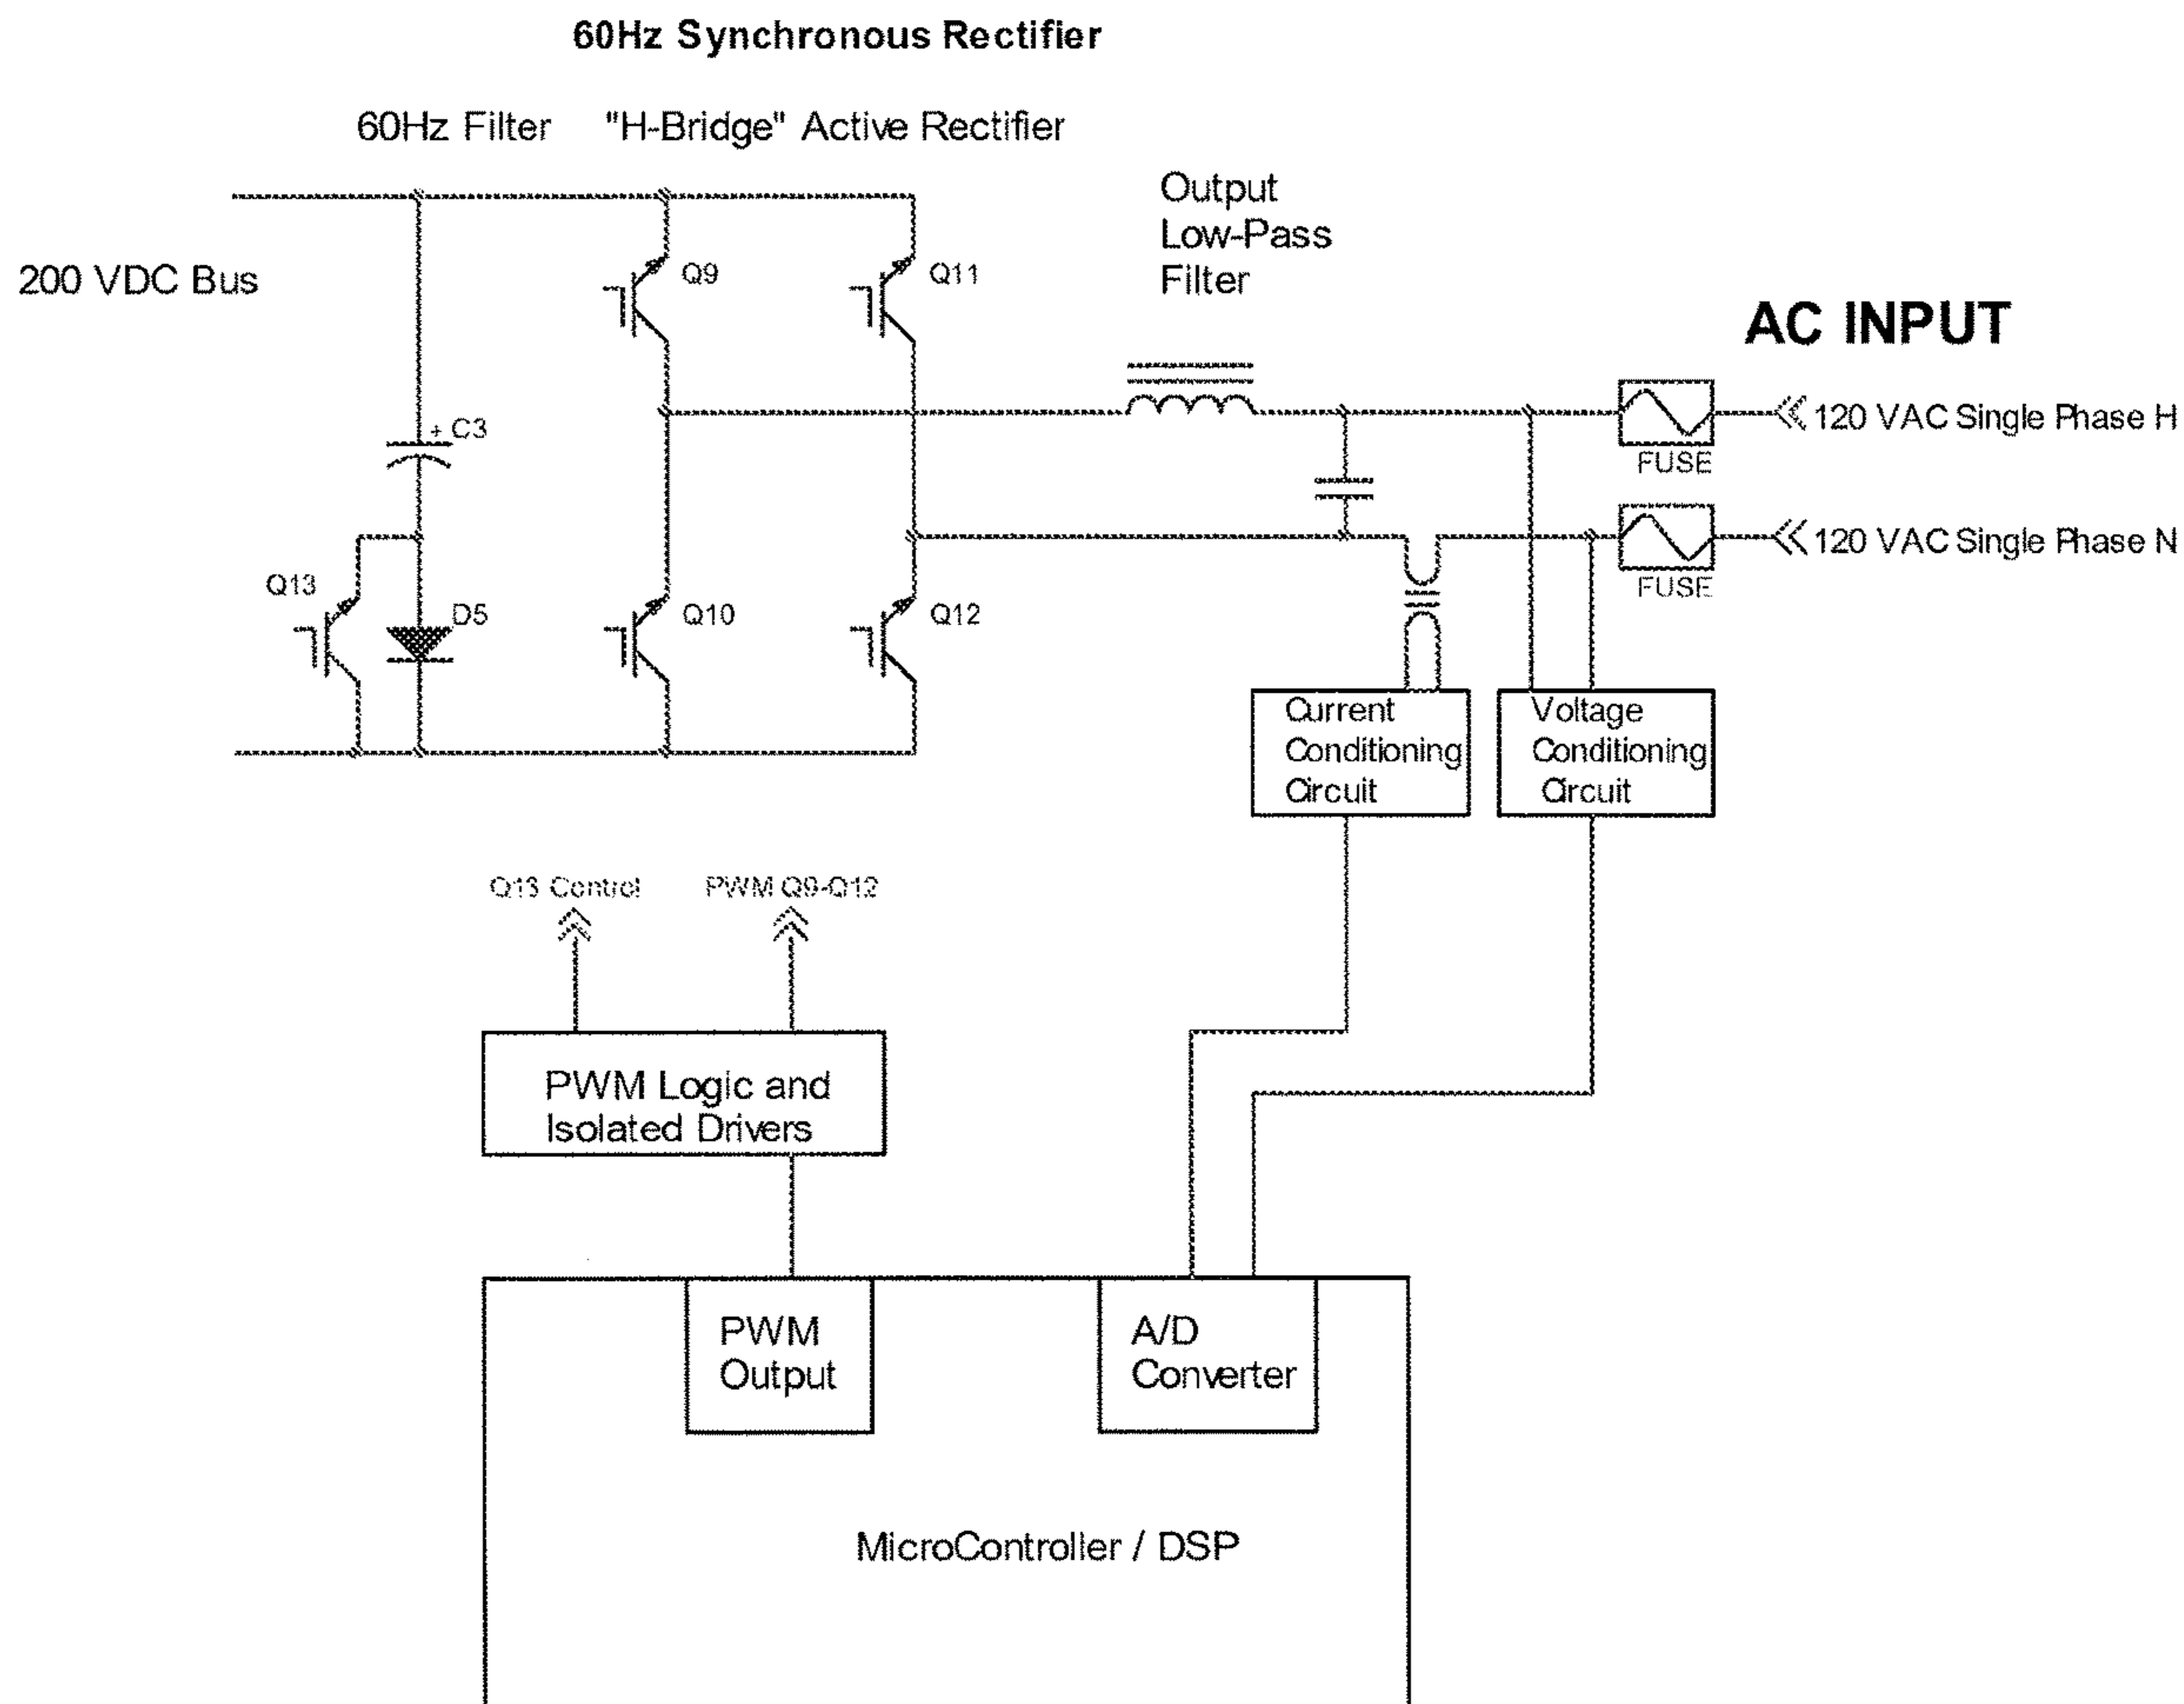 60Hz Synchronous Rectifier
60Hz Filter "H-Bridge" Active Rectifier
Output
Low-Pass
Filter
200 VDC Bus
Q9
Q11
AC INPUT
+ C3
120 VAC Single Phase H
FUSE
120 VAC Single Phase N
FUSE
Q13
D5
Q10
Q12
Current
Conditioning
Circuit
Voltage
Conditioning
Circuit
Q13 Control
PWM Q9-Q12
PWM Logic and
Isolated Drivers
PWM
Output
A/D
Converter
MicroController / DSP